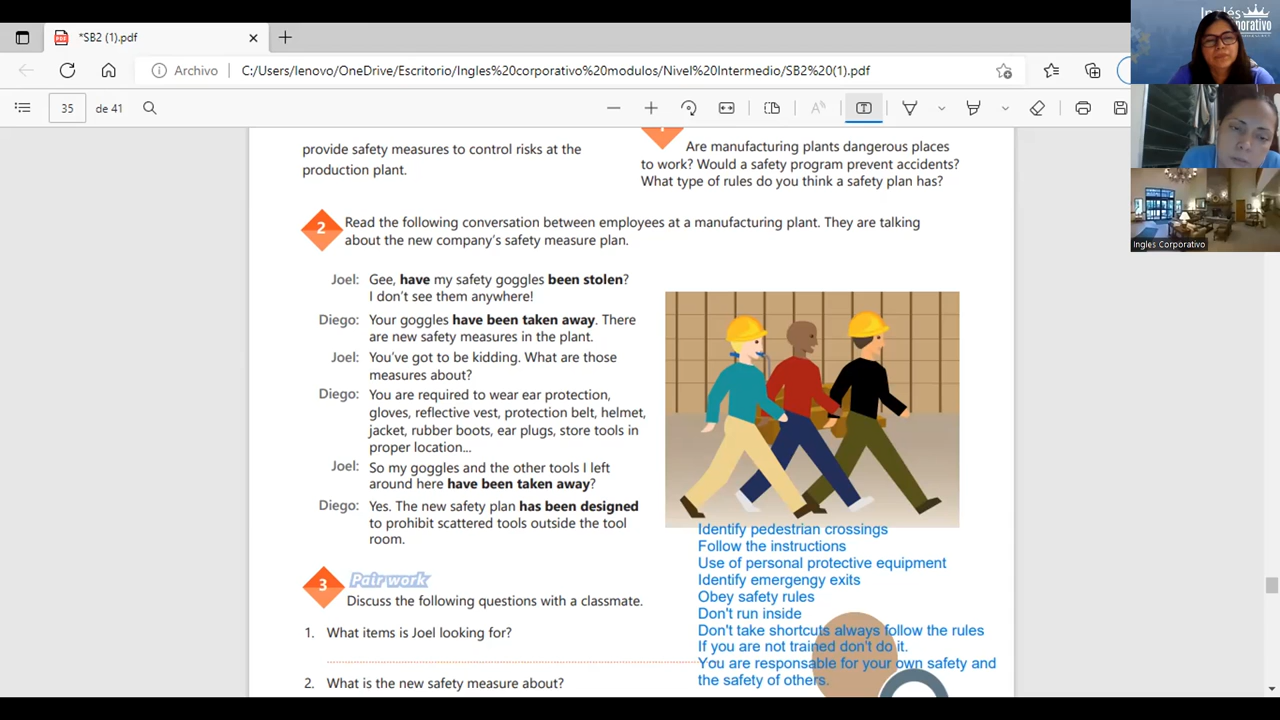 *SB2 (1).pdf
Archivo
C:/Users/lenovo/OneDrive/Escritorio/Ingles%20corporativo%20modulos/Nivel%20Intermedio/SB2%20(1).pdf
35
de 41
Inglés
Ingles Corporativo
provide safety measures to control risks at the
production plant.
Are manufacturing plants dangerous places
to work? Would a safety program prevent accidents?
What type of rules do you think a safety plan has?
2
Read the following conversation between employees at a manufacturing plant. They are talking
about the new company's safety measure plan.
Joel: Gee, have my safety goggles been stolen?
I don't see them anywhere!
Diego: Your goggles have been taken away. There
are new safety measures in the plant.
Joel: You've got to be kidding. What are those
measures about?
Diego: You are required to wear ear protection,
gloves, reflective vest, protection belt, helmet,
jacket, rubber boots, ear plugs, store tools in
proper location...
Joel: So my goggles and the other tools I left
around here have been taken away?
Diego: Yes. The new safety plan has been designed
to prohibit scattered tools outside the tool
room.
Identify pedestrian crossings
Follow the instructions
Use of personal protective equipment
Identify emergengy exits
Obey safety rules
Don't run inside
Don't take shortcuts always follow the rules
If you are not trained don't do it.
You are responsable for your own safety and
the safety of others.
3
Pair work
Discuss the following questions with a classmate.
1. What items is Joel looking for?
2. What is the new safety measure about?